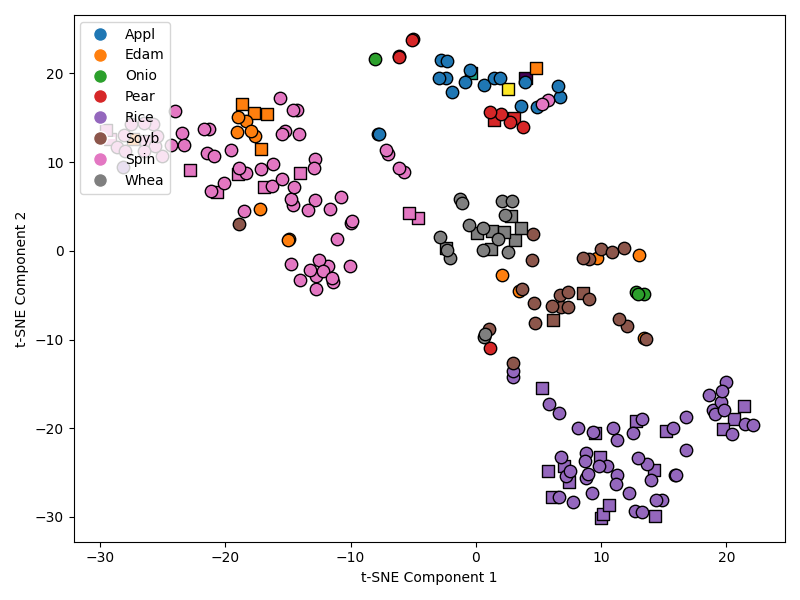 Appl
Edam
Onio
Pear
Rice
Soyb
Spin
Whea
20
10
0
−10
−20
−30
t-SNE Component 2
−30
−20
−10
0
10
20
t-SNE Component 1